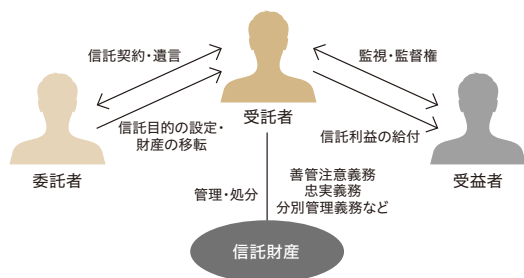 信託契約・遺言
監視・監督権
受託者
信託目的の設定・
財産の移転
信託利益の給付
委託者
受益者
管理・処分
善管注意義務
忠実義務
分別管理義務など
信託財産